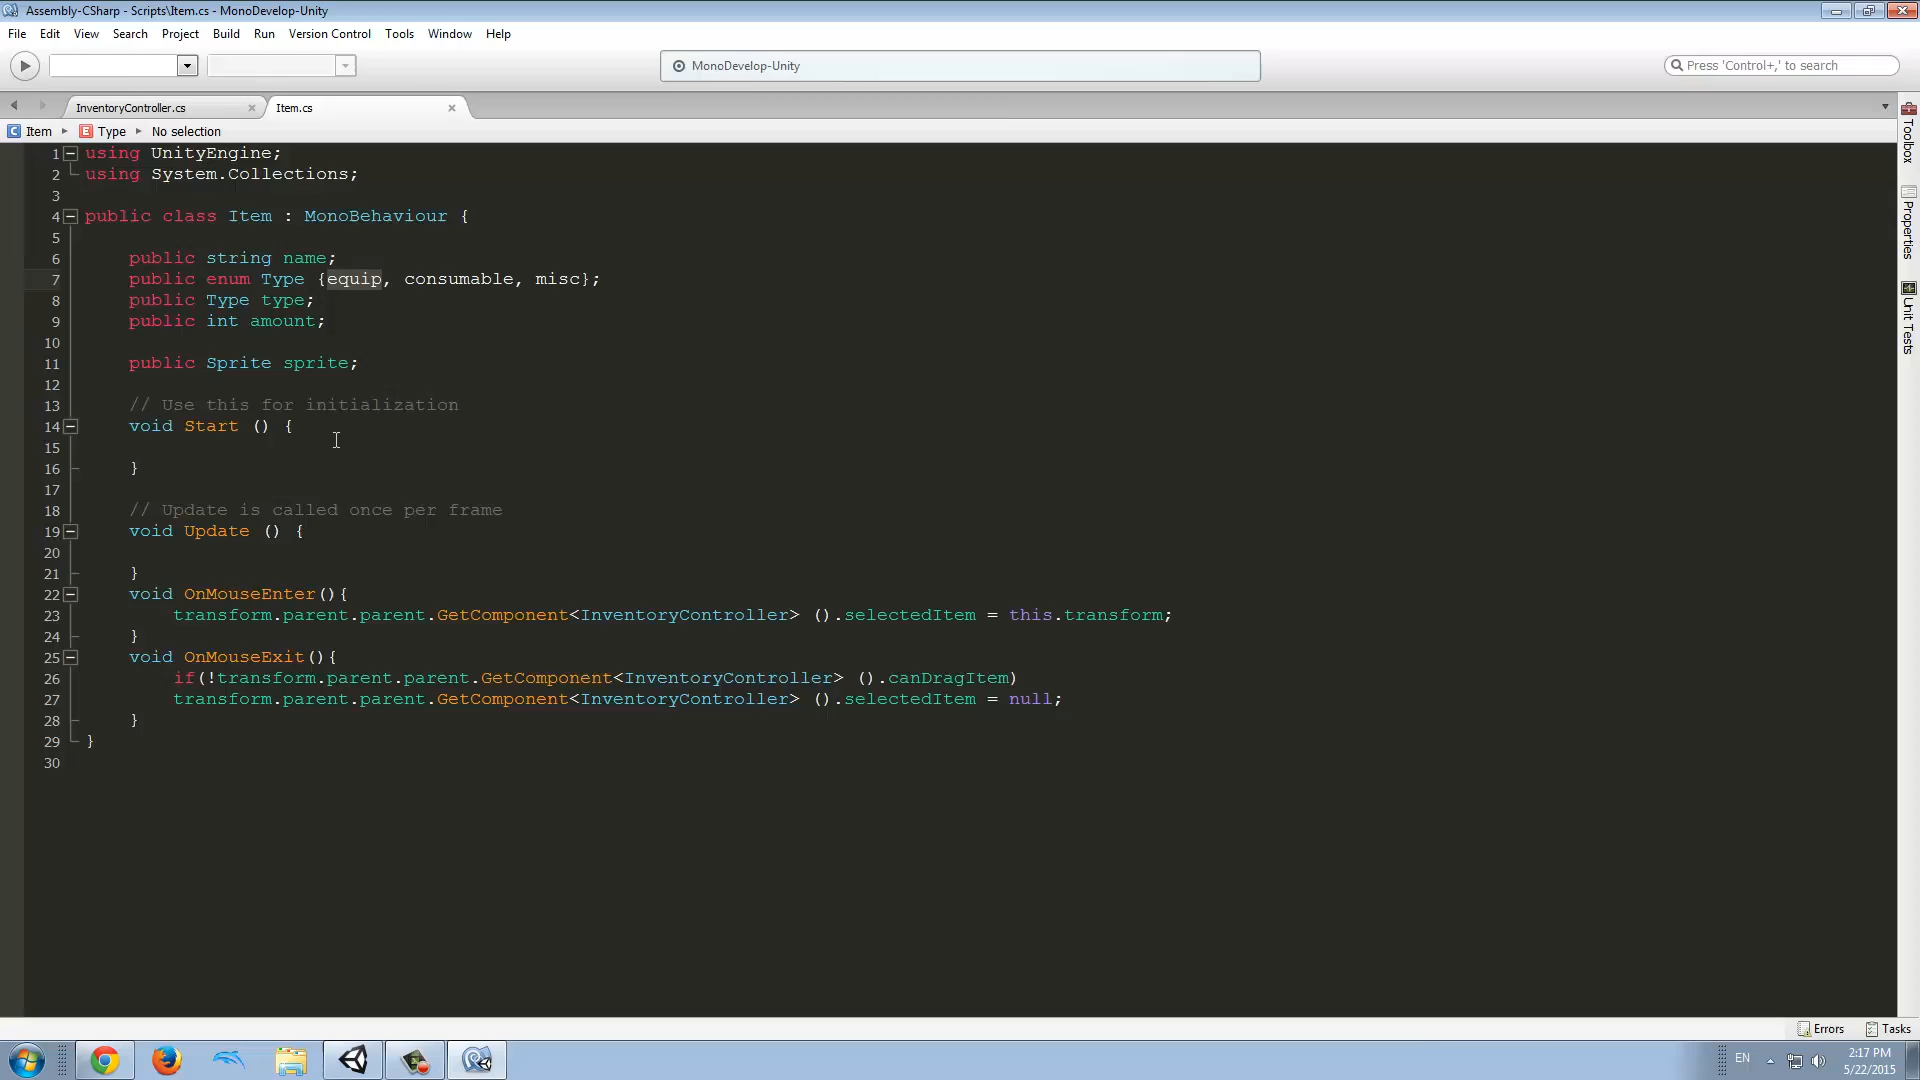 Assembly-CSharp - Scripts\Item.cs - MonoDevelop-Unity
File Edit View Search Project Build Run Version Control Tools Window Help
MonoDevelop-Unity
Press 'Control+,' to search
InventoryController.cs
Item.cs
Item Type No selection
1 using UnityEngine;
2 using System.Collections;
3
4 public class Item : MonoBehaviour {
5
6 public string name;
7 public enum Type {equip, consumable, misc};
8 public Type type;
9 public int amount;
10
11 public Sprite sprite;
12
13 // Use this for initialization
14 void Start () {
15
16 }
17
18 // Update is called once per frame
19 void Update () {
20
21 }
22 void OnMouseEnter(){
23 transform.parent.parent.GetComponent<InventoryController> ().selectedItem = this.transform;
24 }
25 void OnMouseExit(){
26 if(!transform.parent.parent.GetComponent<InventoryController> ().canDragItem)
27 transform.parent.parent.GetComponent<InventoryController> ().selectedItem = null;
28 }
29 }
30
Toolbox
Properties
Unit Tests
Errors Tasks
EN
2:17 PM
5/22/2015